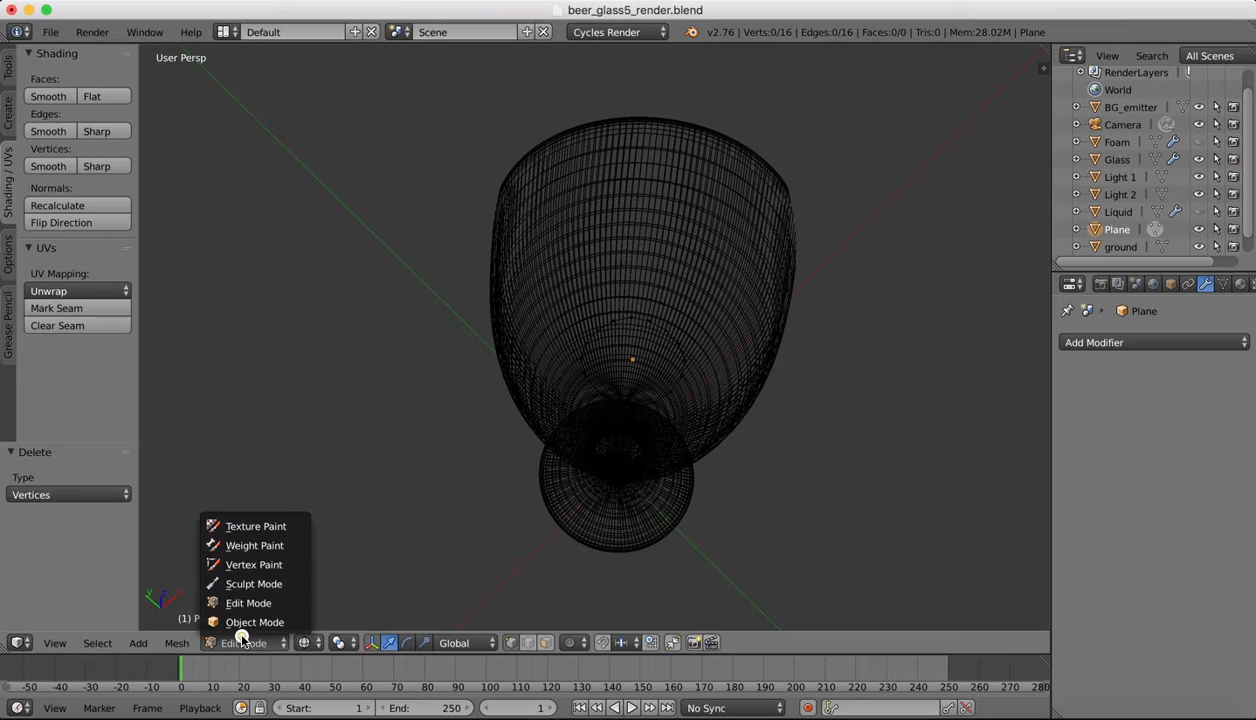 beer_glass5_render.blend
File Render Window Help Default Scene Cycles Render v2.76 | Verts:0/16 | Edges:0/16 | Faces:0/0 | Tris:0 | Mem:28.02M | Plane
View Search All Scenes
Tools
Create
Shading / UVs
Options
Grease Pencil
Shading
Faces:
Smooth Flat
Edges:
Smooth Sharp
Vertices:
Smooth Sharp
Normals:
Recalculate
Flip Direction
UVs
UV Mapping:
Unwrap
Mark Seam
Clear Seam
Delete
Type
Vertices
User Persp
Texture Paint
Weight Paint
Vertex Paint
Sculpt Mode
Edit Mode
Object Mode
View Select Add Mesh Edit Mode Global
RenderLayers
World
BG_emitter
Camera
Foam
Glass
Light 1
Light 2
Liquid
Plane
ground
Plane
Add Modifier
-50 -40 -30 -20 -10 0 10 20 30 40 50 60 70 80 90 100 110 120 130 140 150 160 170 180 190 200 210 220 230 240 250 260 270 280
View Marker Frame Playback Start: 1 End: 250 1 No Sync